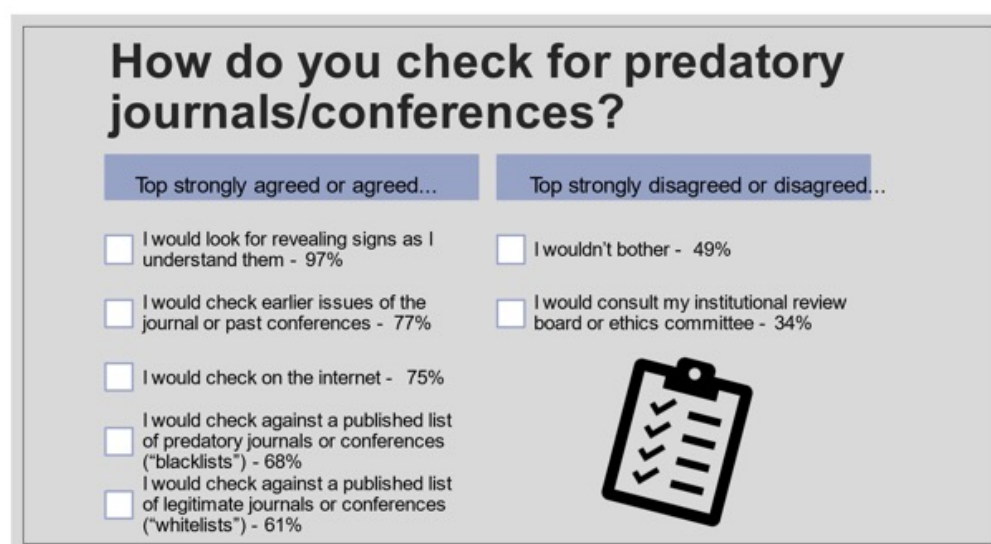 How do you check for predatory
journals/conferences?
Top strongly agreed or agreed...
I would look for revealing signs as I
understand them - 97%
I would check earlier issues of the
journal or past conferences - 77%
I would check on the internet - 75%
I would check against a published list
of predatory journals or conferences
(“blacklists”) - 68%
I would check against a published list
of legitimate journals or conferences
(“whitelists”) - 61%
Top strongly disagreed or disagreed...
I wouldn’t bother - 49%
I would consult my institutional review
board or ethics committee - 34%